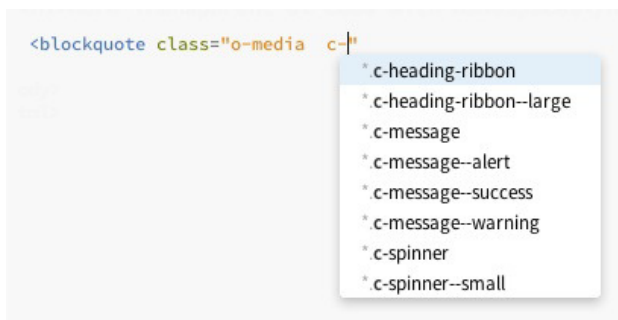 <blockquote class="o-media  c-"
*.c-heading-ribbon
*.c-heading-ribbon--large
*.c-message
*.c-message--alert
*.c-message--success
*.c-message--warning
*.c-spinner
*.c-spinner--small